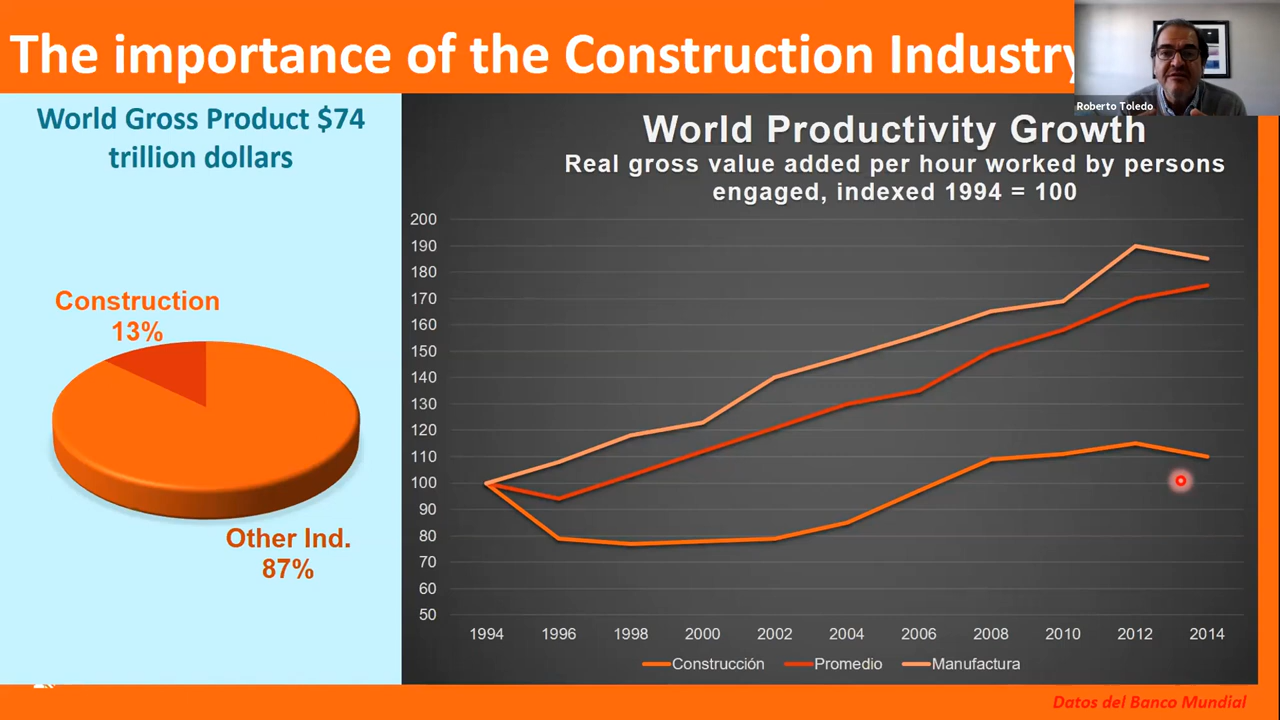 The importance of the Construction Industry
Roberto Toledo
World Gross Product $74
trillion dollars
Construction
13%
Other Ind.
87%
World Productivity Growth
Real gross value added per hour worked by persons
engaged, indexed 1994 = 100
200
190
180
170
160
150
140
130
120
110
100
90
80
70
60
50
1994 1996 1998 2000 2002 2004 2006 2008 2010 2012 2014
Construcción Promedio Manufactura
Datos del Banco Mundial